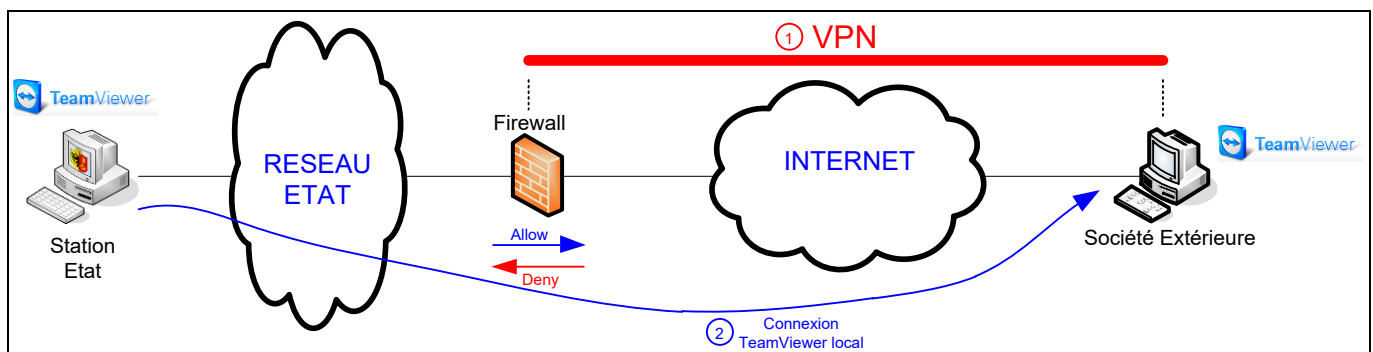 1 VPN
TeamViewer
Firewall
RESEAU
ETAT
INTERNET
TeamViewer
Allow
Deny
Station
Etat
Société Extérieure
2 Connexion
TeamViewer local